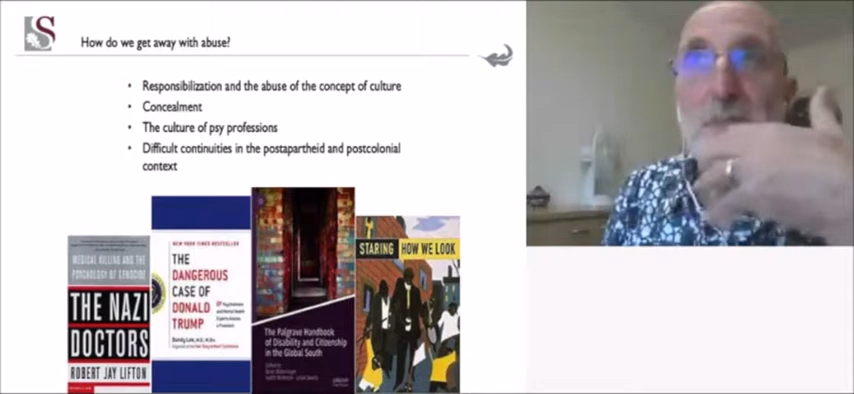 S
How do we get away with abuse?
• Responsibilization and the abuse of the concept of culture
• Concealment
• The culture of psy professions
• Difficult continuities in the postapartheid and postcolonial
context
MEDICAL KILLING AND THE
PSYCHOLOGY OF GENOCIDE
THE NAZI
DOCTORS
ROBERT JAY LIFTON
NEW YORK TIMES BESTSELLER
THE
DANGEROUS
CASE OF
DONALD
TRUMP
The Palgrave Handbook
of Disability and Citizenship
in the Global South
STARING HOW WE LOOK